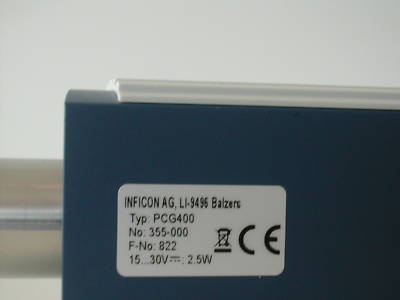 INFICON AG, LI-9496 Balzers
Typ: PCG400
No: 355-000
F-No: 822
15...30V⎓: 2.5W
CE